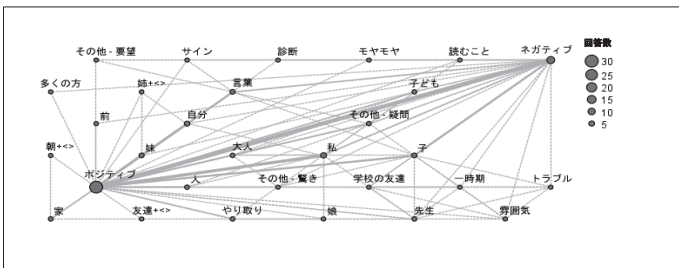 その他 - 要望 サイン 診断 モヤモヤ 読むこと ネガティブ
多くの方 姉+<> 言葉 子ども
前 自分 その他 - 疑問
朝+<> 妹 大人 私 子
ポジティブ 人 その他 - 驚き 学校の友達 一時期 トラブル
家 友達+<> やり取り 娘 先生 雰囲気
回答数
30
25
20
15
10
5